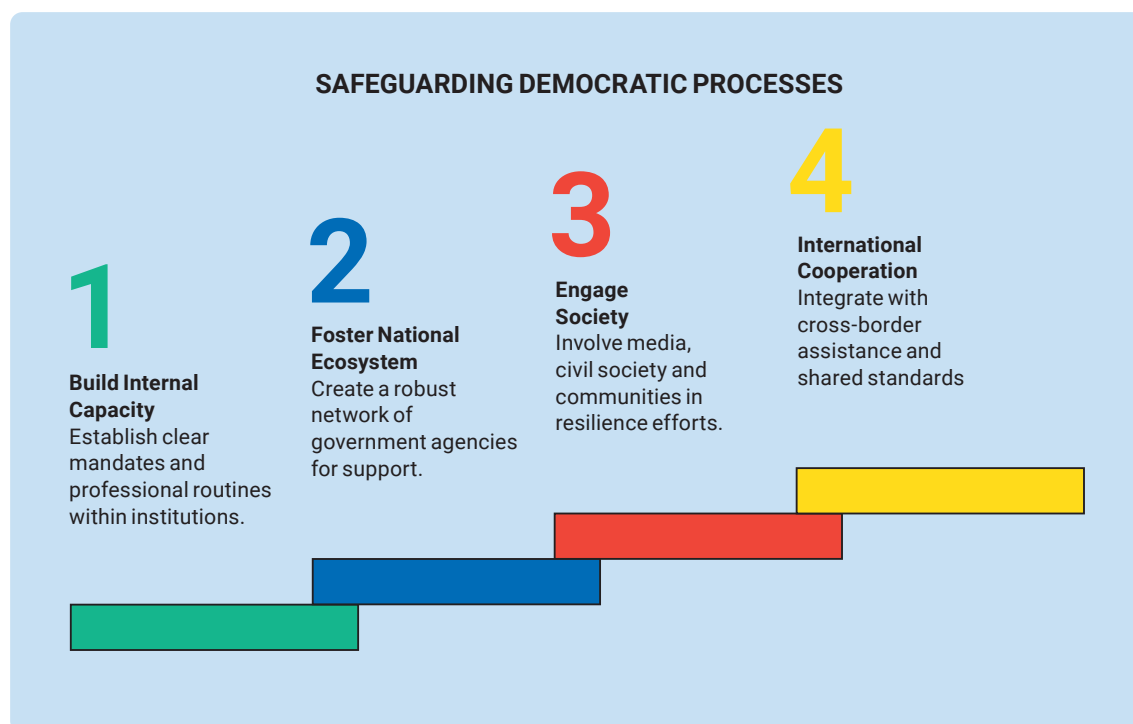 SAFEGUARDING DEMOCRATIC PROCESSES
1
Build Internal
Capacity
Establish clear
mandates and
professional routines
within institutions.
2
Foster National
Ecosystem
Create a robust
network of
government agencies
for support.
3
Engage
Society
Involve media,
civil society and
communities in
resilience efforts.
4
International
Cooperation
Integrate with
cross-border
assistance and
shared standards